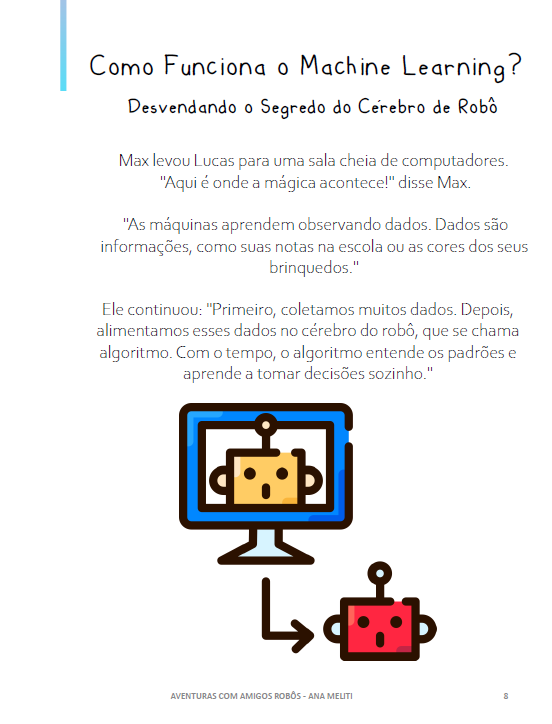 Como Funciona o Machine Learning?
Desvendando o Segredo do Cérebro de Robô
Max levou Lucas para uma sala cheia de computadores.
"Aqui é onde a mágica acontece!" disse Max.
"As máquinas aprendem observando dados. Dados são
informações, como suas notas na escola ou as cores dos seus
brinquedos."
Ele continuou: "Primeiro, coletamos muitos dados. Depois,
alimentamos esses dados no cérebro do robô, que se chama
algoritmo. Com o tempo, o algoritmo entende os padrões e
aprende a tomar decisões sozinho."
AVENTURAS COM AMIGOS ROBÔS - ANA MELITI 8